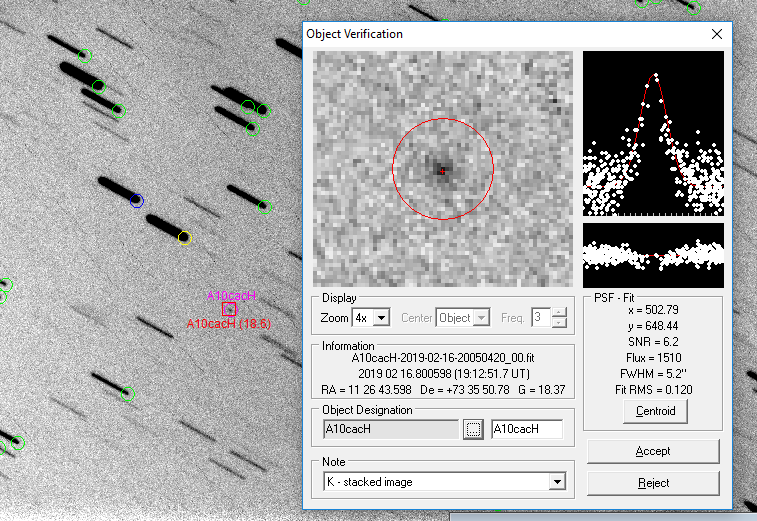 Object Verification
A10cacH
A10cacH (18.6)
Display
Zoom 4x Center Object Freq. 3
Information
A10cacH-2019-02-16-20050420_00.fit
2019 02 16.800598 (19:12:51.7 UT)
RA = 11 26 43.598 De = +73 35 50.78 G = 18.37
Object Designation
A10cacH ... A10cacH
Note
K - stacked image
PSF - Fit
x = 502.79
y = 648.44
SNR = 6.2
Flux = 1510
FWHM = 5.2"
Fit RMS = 0.120
Centroid
Accept
Reject